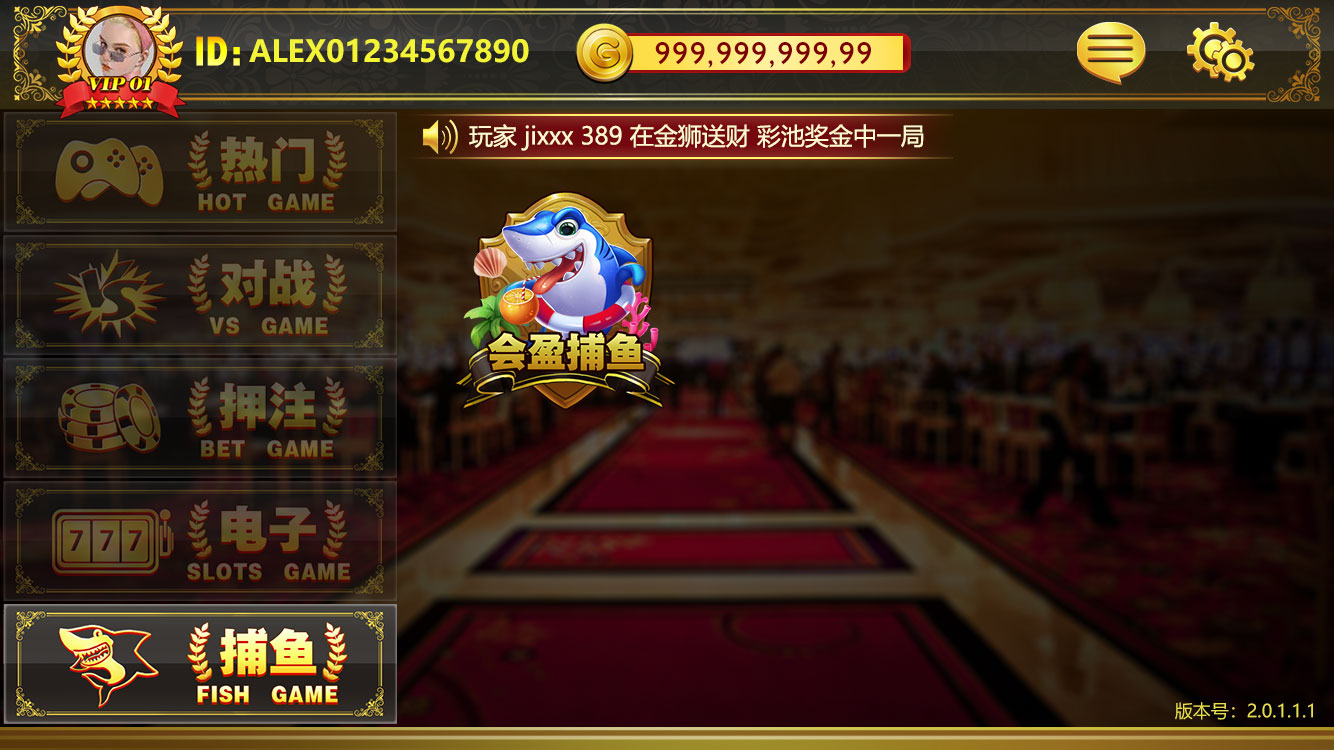 VIP 01
ID: ALEX01234567890
G
999,999,999,99
玩家 jixxx 389 在金狮送财 彩池奖金中一局
热门
HOT GAME
VS
对战
VS GAME
押注
BET GAME
777
电子
SLOTS GAME
捕鱼
FISH GAME
会盈捕鱼
版本号：2.0.1.1.1